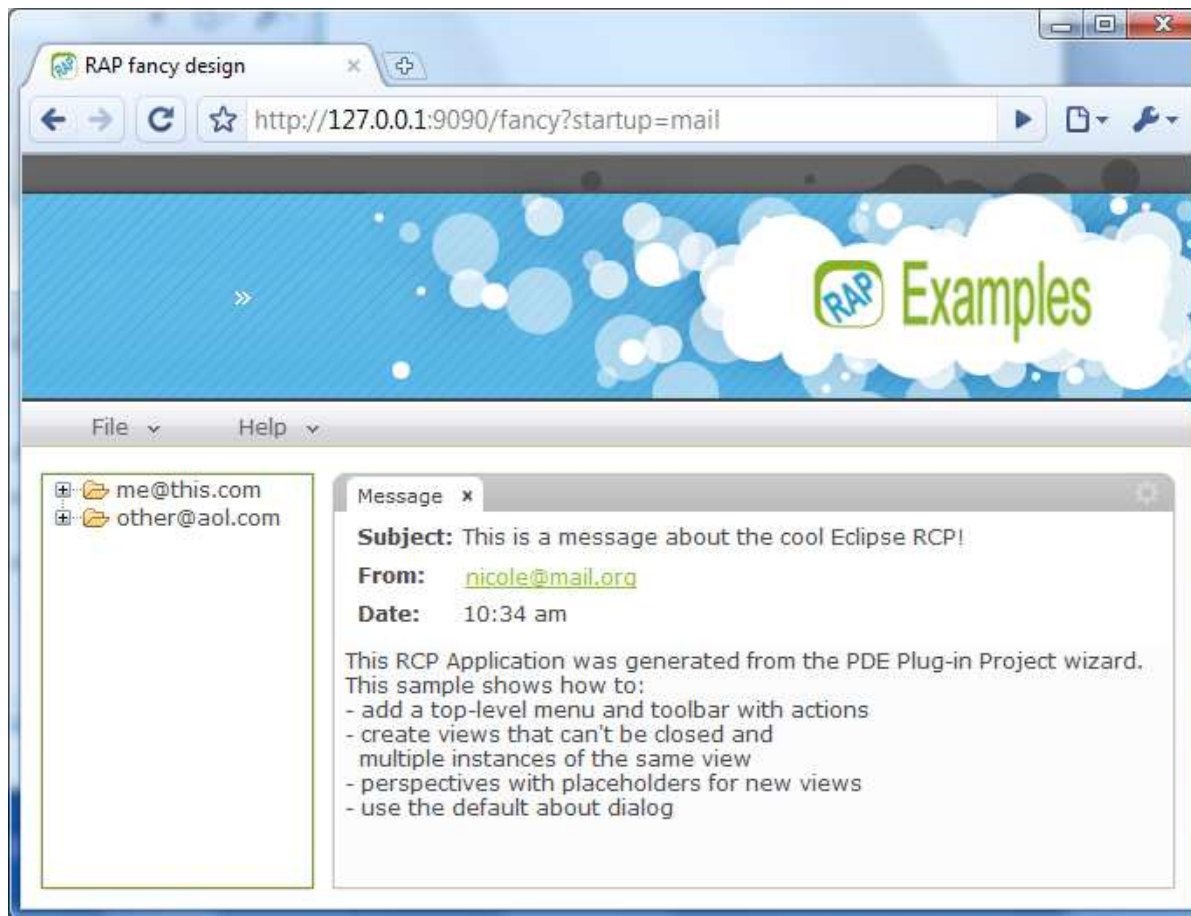 RAP fancy design
http://127.0.0.1:9090/fancy?startup=mail
RAP Examples
File Help
me@this.com
other@aol.com
Message
Subject: This is a message about the cool Eclipse RCP!
From: nicole@mail.org
Date: 10:34 am
This RCP Application was generated from the PDE Plug-in Project wizard.
This sample shows how to:
- add a top-level menu and toolbar with actions
- create views that can't be closed and
multiple instances of the same view
- perspectives with placeholders for new views
- use the default about dialog